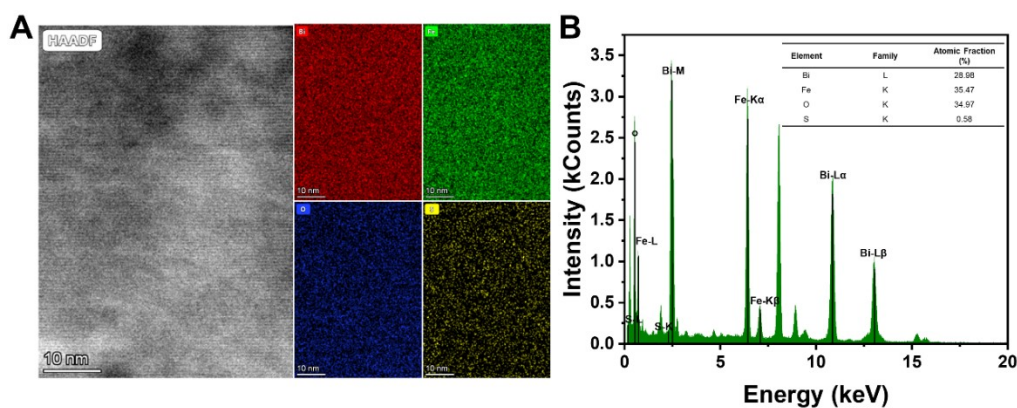 A
HAADF
10 nm
Bi
10 nm
Fe
10 nm
O
10 nm
S
10 nm
B
Intensity (kCounts)
3.5
3.0
2.5
2.0
1.5
1.0
0.5
0.0
O
Fe-L
S-L
S-K
Bi-M
Fe-Kα
Fe-Kβ
Bi-Lα
Bi-Lβ
Element Family Atomic Fraction (%)
Bi L 28.98
Fe K 35.47
O K 34.97
S K 0.58
0 5 10 15 20
Energy (keV)